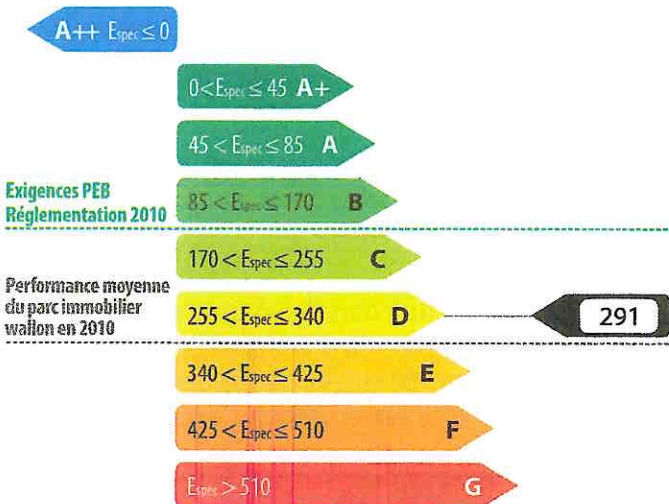 A++ Espec ≤ 0
0 < Espec ≤ 45 A+
45 < Espec ≤ 85 A
Exigences PEB
Réglementation 2010
85 < Espec ≤ 170 B
170 < Espec ≤ 255 C
Performance moyenne
du parc immobilier
wallon en 2010
255 < Espec ≤ 340 D
291
340 < Espec ≤ 425 E
425 < Espec ≤ 510 F
Espec > 510 G